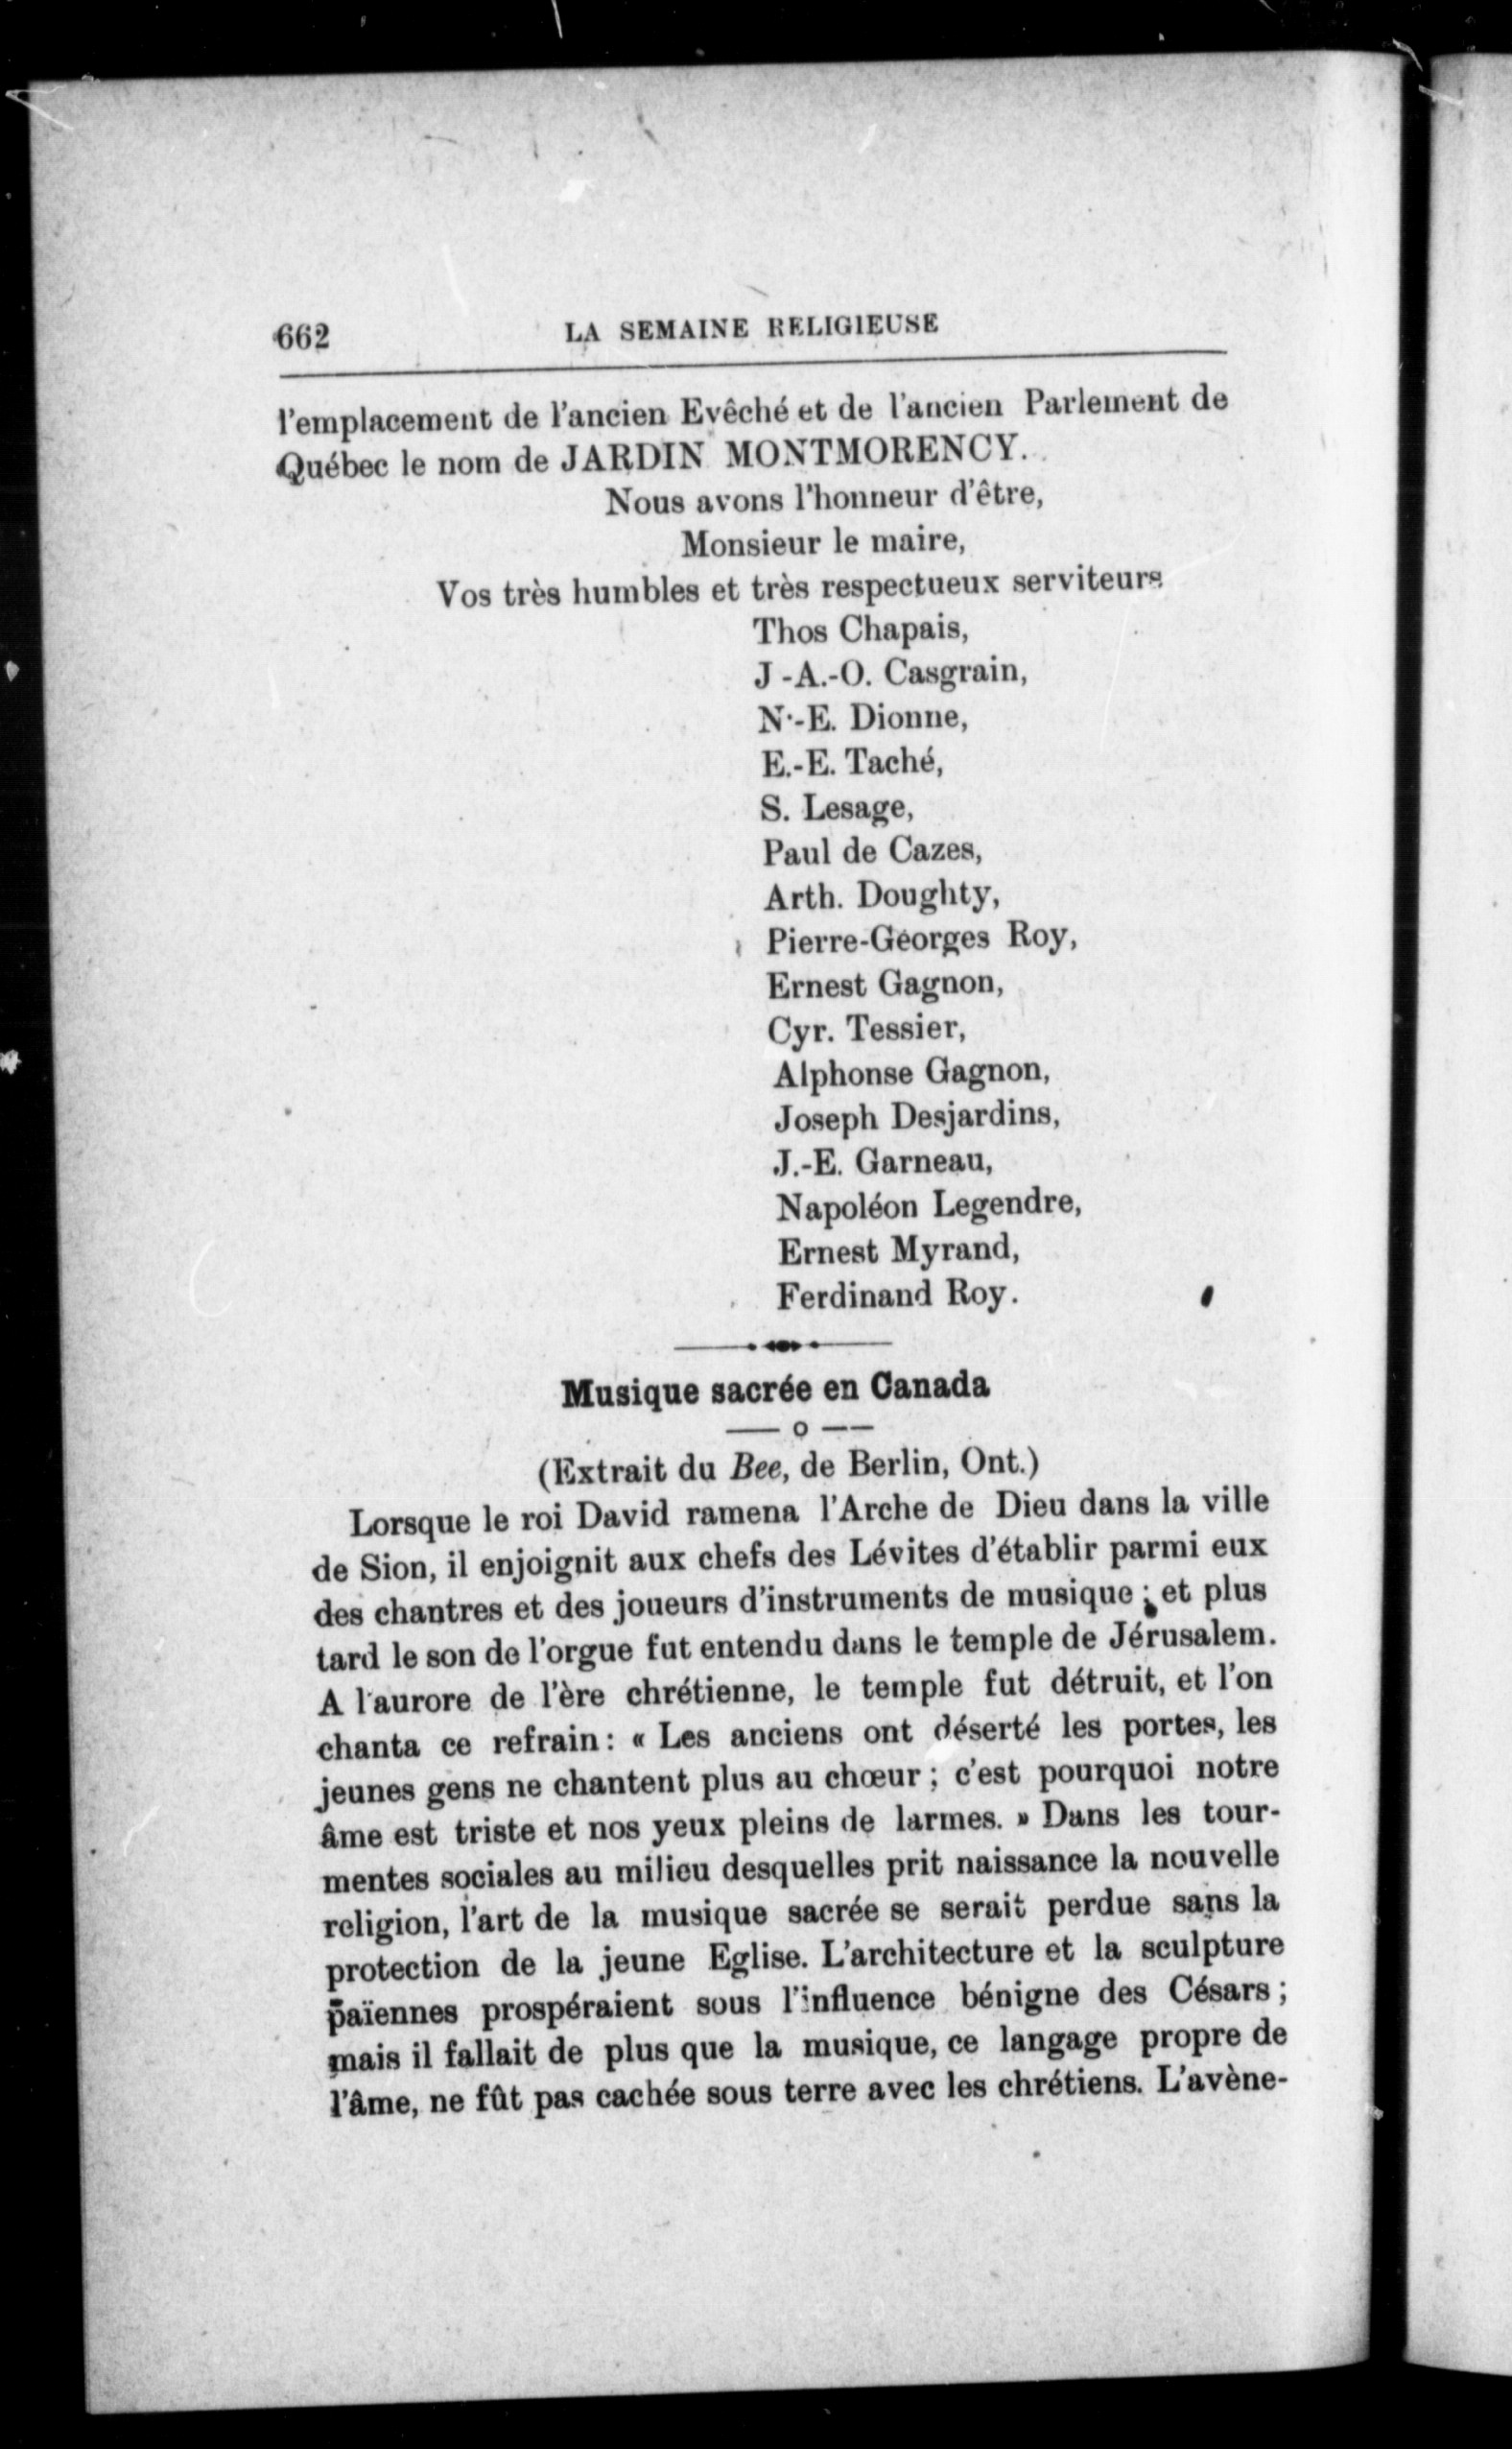 662 LA SEMAINE RELIGIEUSE
l'emplacement de l'ancien Evêché et de l'ancien Parlement de
Québec le nom de JARDIN MONTMORENCY.
Nous avons l'honneur d'être,
Monsieur le maire,
Vos très humbles et très respectueux serviteurs
Thos Chapais,
J -A.-O. Casgrain,
N.-E. Dionne,
E.-E. Taché,
S. Lesage,
Paul de Cazes,
Arth. Doughty,
Pierre-Georges Roy,
Ernest Gagnon,
Cyr. Tessier,
Alphonse Gagnon,
Joseph Desjardins,
J.-E. Garneau,
Napoléon Legendre,
Ernest Myrand,
Ferdinand Roy.
Musique sacrée en Canada
— o —
(Extrait du Bee, de Berlin, Ont.)
Lorsque le roi David ramena l'Arche de Dieu dans la ville
de Sion, il enjoignit aux chefs des Lévites d'établir parmi eux
des chantres et des joueurs d'instruments de musique ; et plus
tard le son de l'orgue fut entendu dans le temple de Jérusalem.
A l'aurore de l'ère chrétienne, le temple fut détruit, et l'on
chanta ce refrain : « Les anciens ont déserté les portes, les
jeunes gens ne chantent plus au chœur ; c'est pourquoi notre
âme est triste et nos yeux pleins de larmes. » Dans les tour-
mentes sociales au milieu desquelles prit naissance la nouvelle
religion, l'art de la musique sacrée se serait perdue sans la
protection de la jeune Eglise. L'architecture et la sculpture
païennes prospéraient sous l'influence bénigne des Césars ;
mais il fallait de plus que la musique, ce langage propre de
l'âme, ne fût pas cachée sous terre avec les chrétiens. L'avène-